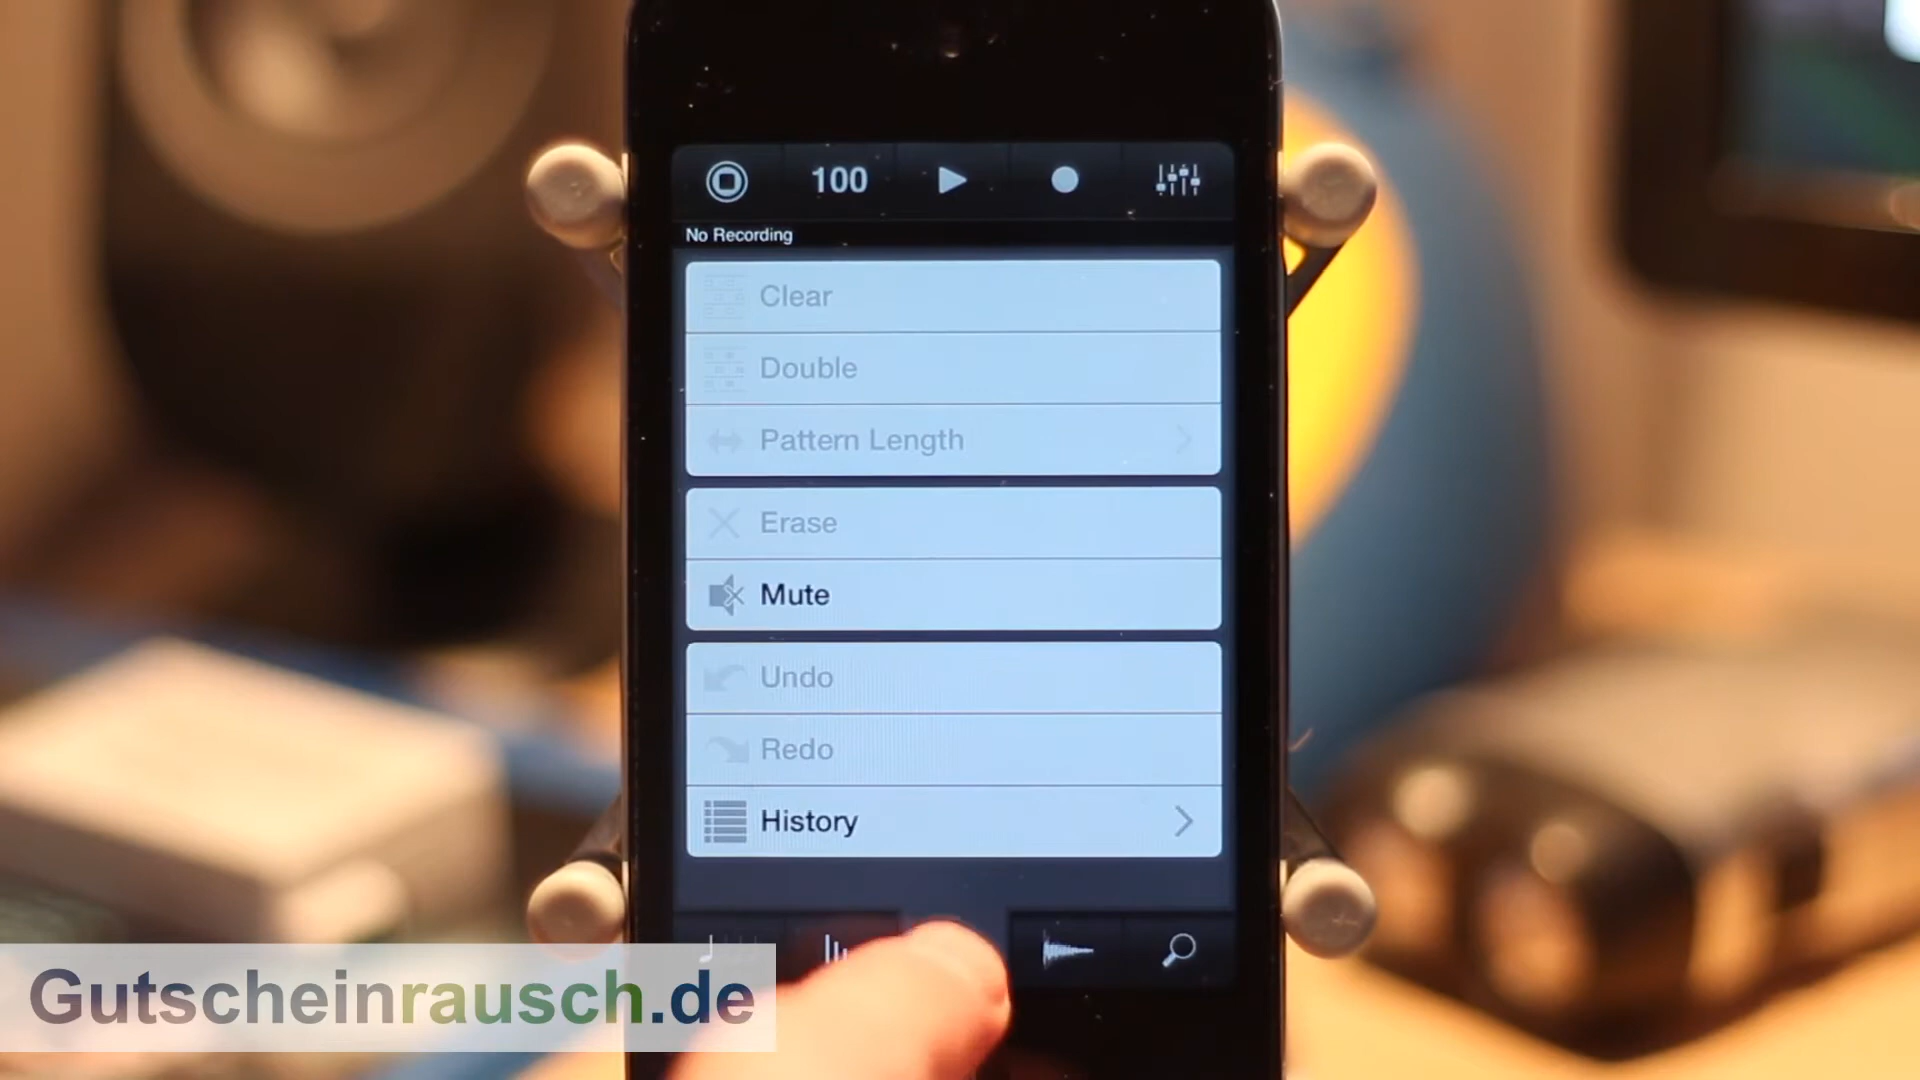 100
No Recording
Clear
Double
Pattern Length
Erase
Mute
Undo
Redo
History
Gutscheinrausch.de